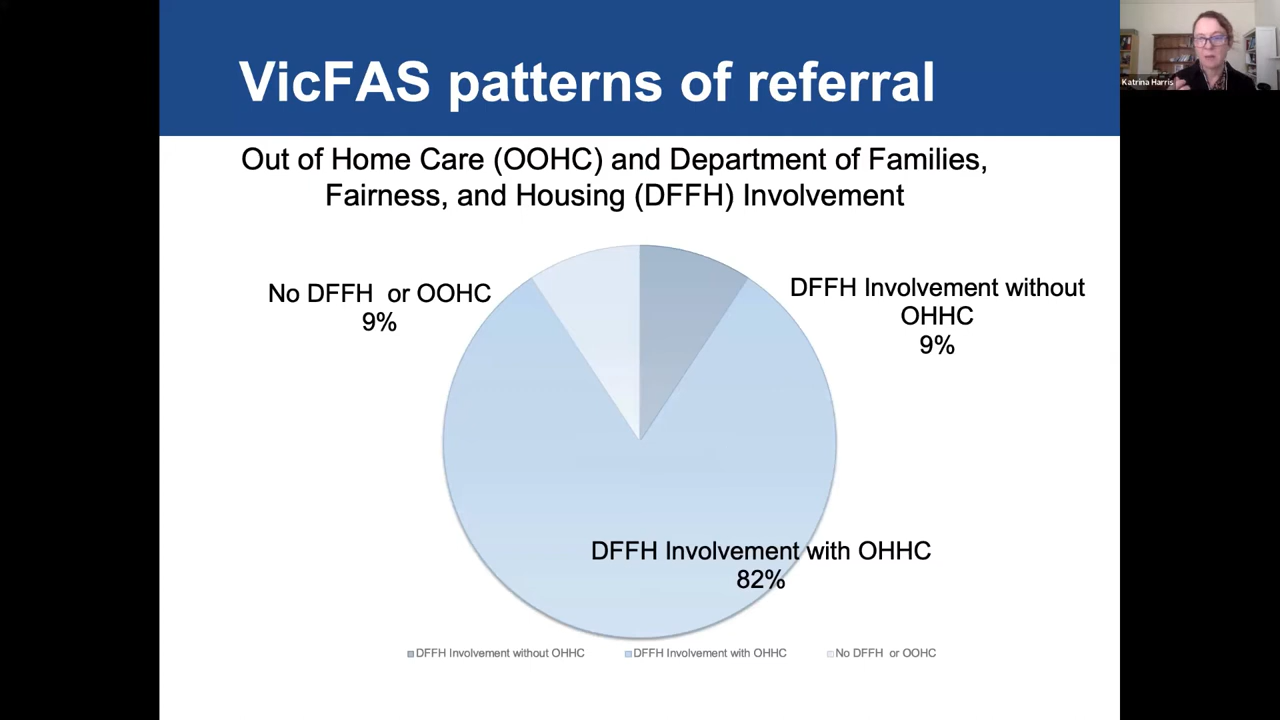 VicFAS patterns of referral
Katrina Harris
Out of Home Care (OOHC) and Department of Families,
Fairness, and Housing (DFFH) Involvement
No DFFH or OOHC
9%
DFFH Involvement without
OHHC
9%
DFFH Involvement with OHHC
82%
DFFH Involvement without OHHC
DFFH Involvement with OHHC
No DFFH or OOHC